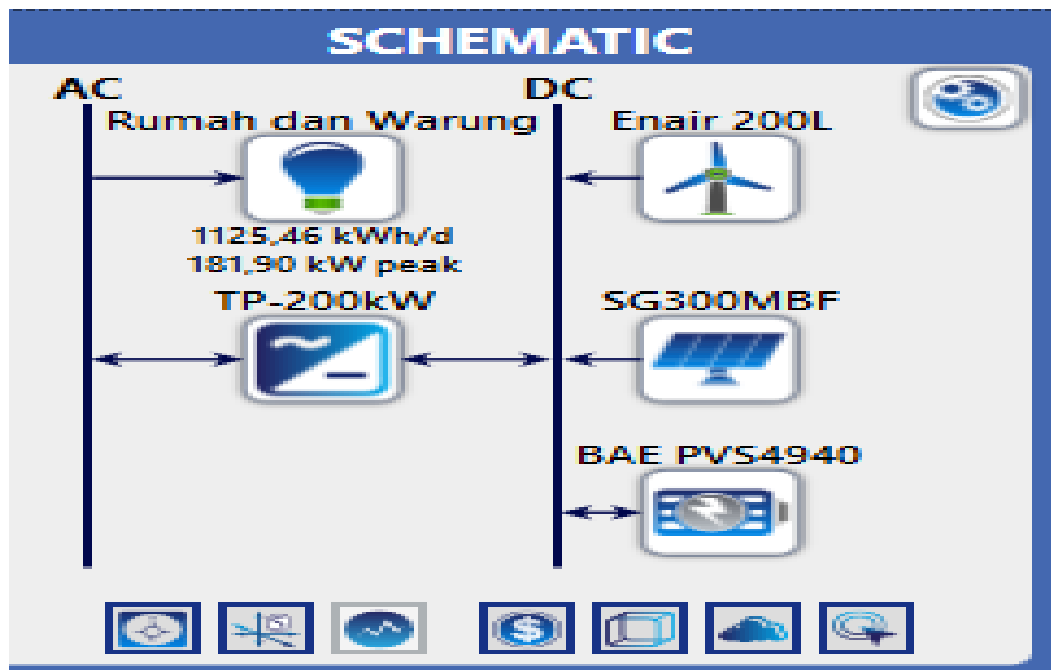 SCHEMATIC
AC
DC
Rumah dan Warung
Enair 200L
1125,46 kWh/d
181,90 kW peak
TP-200kW
SG300MBF
BAE PVS4940